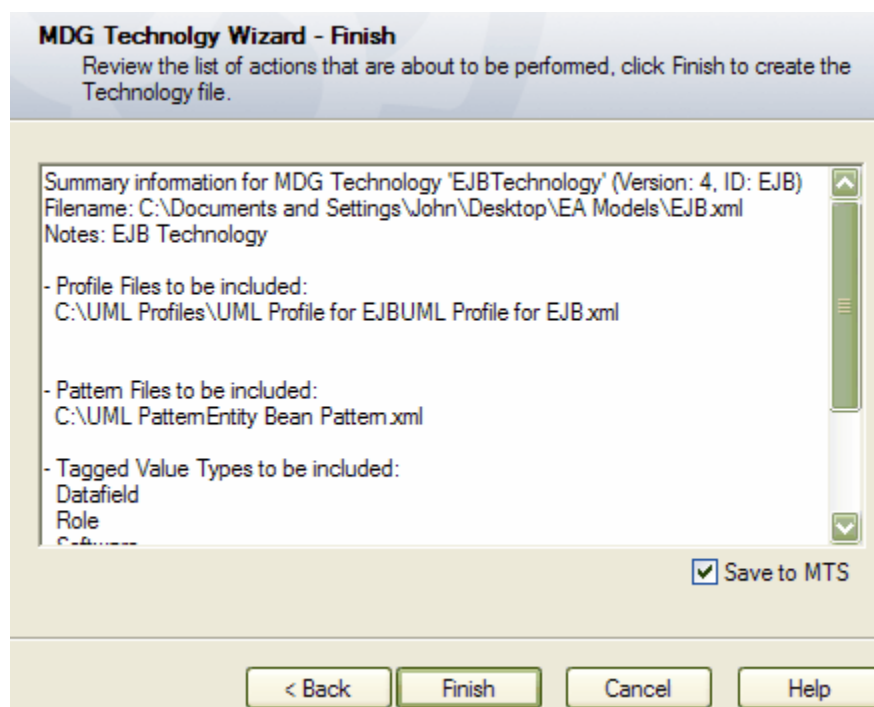 MDG Technolgy Wizard - Finish
Review the list of actions that are about to be performed, click Finish to create the
Technology file.
Summary information for MDG Technology 'EJBTechnology' (Version: 4, ID: EJB)
Filename: C:\Documents and Settings\John\Desktop\EA Models\EJB.xml
Notes: EJB Technology
- Profile Files to be included:
C:\UML Profiles\UML Profile for EJBUML Profile for EJB.xml
- Pattern Files to be included:
C:\UML PatternEntity Bean Pattern.xml
- Tagged Value Types to be included:
Datafield
Role
Save to MTS
< Back
Finish
Cancel
Help